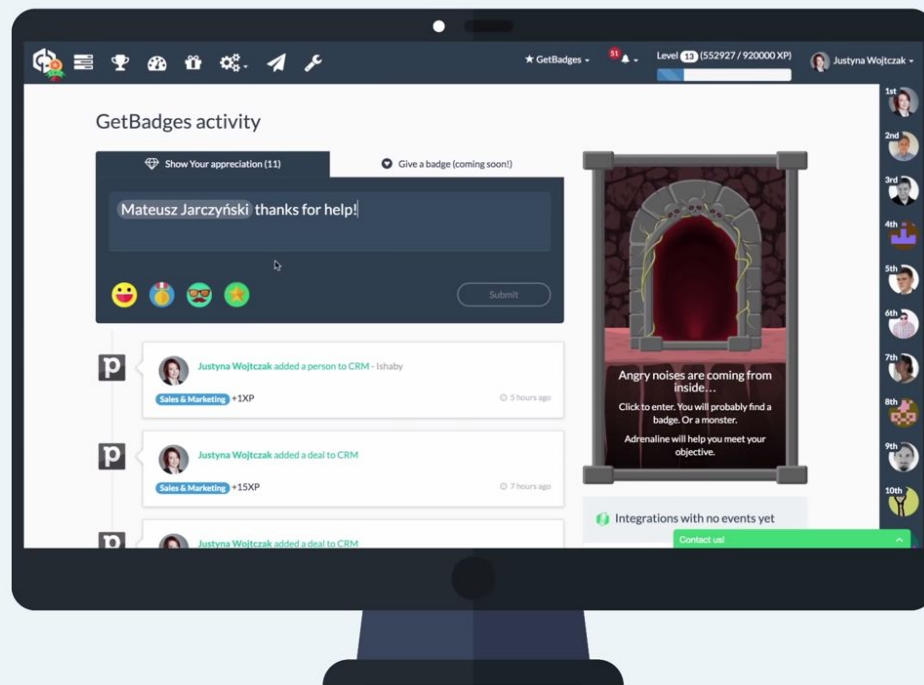 GetBadges
51
Level 13 (552927 / 920000 XP)
Justyna Wojtczak
GetBadges activity
Show Your appreciation (11)
Give a badge (coming soon!)
Mateusz Jarczyński thanks for help!
Submit
Justyna Wojtczak added a person to CRM - Ishaby
Sales & Marketing +1XP
5 hours ago
Justyna Wojtczak added a deal to CRM
Sales & Marketing +15XP
7 hours ago
Justyna Wojtczak added a deal to CRM
Angry noises are coming from
inside...
Click to enter. You will probably find a
badge. Or a monster.
Adrenaline will help you meet your
objective.
Integrations with no events yet
Contact us!
1st
2nd
3rd
4th
5th
6th
7th
8th
9th
10th